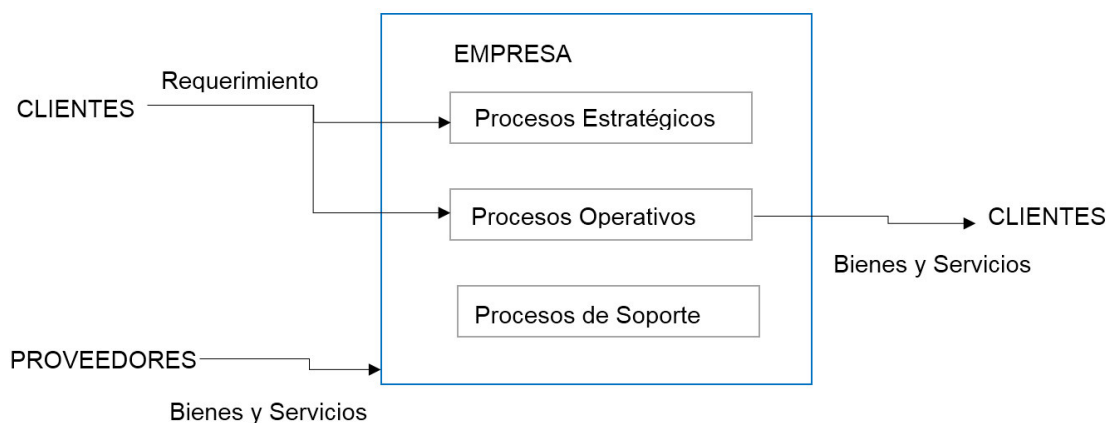 EMPRESA
Requerimiento
CLIENTES
Procesos Estratégicos
Procesos Operativos
CLIENTES
Bienes y Servicios
Procesos de Soporte
PROVEEDORES
Bienes y Servicios